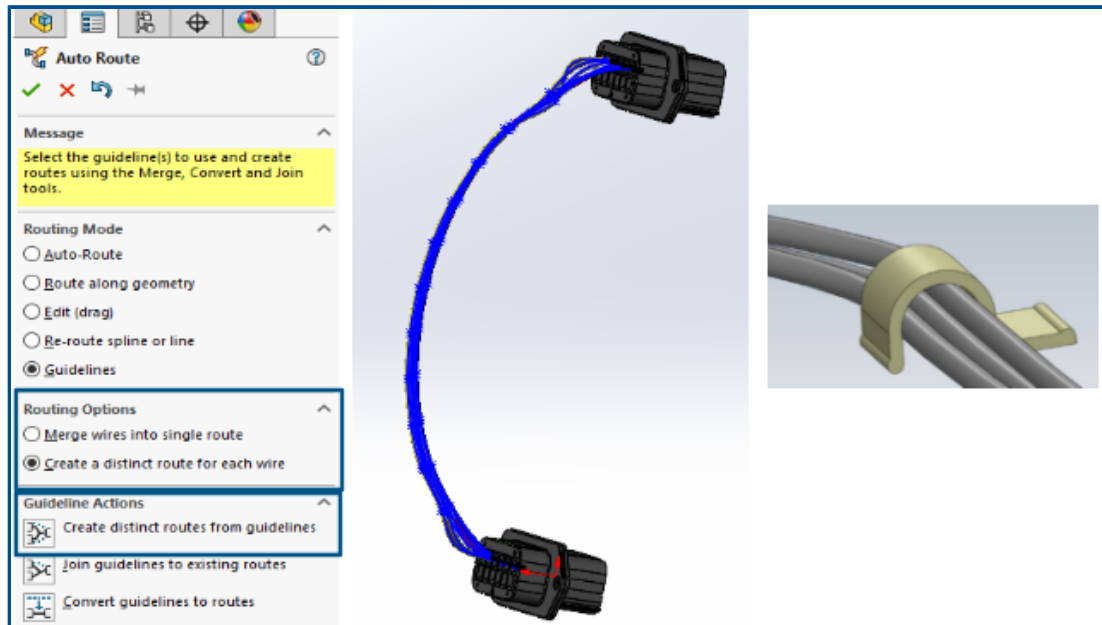 Auto Route
Message
Select the guideline(s) to use and create
routes using the Merge, Convert and Join
tools.
Routing Mode
Auto-Route
Route along geometry
Edit (drag)
Re-route spline or line
Guidelines
Routing Options
Merge wires into single route
Create a distinct route for each wire
Guideline Actions
Create distinct routes from guidelines
Join guidelines to existing routes
Convert guidelines to routes